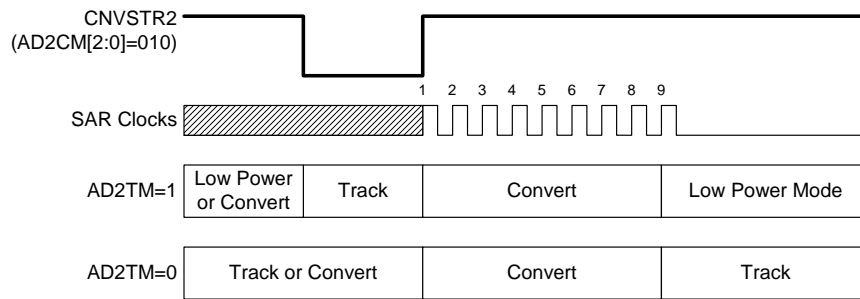 CNVSTR2
(AD2CM[2:0]=010)
1 2 3 4 5 6 7 8 9
SAR Clocks
AD2TM=1
Low Power
or Convert
Track
Convert
Low Power Mode
AD2TM=0
Track or Convert
Convert
Track